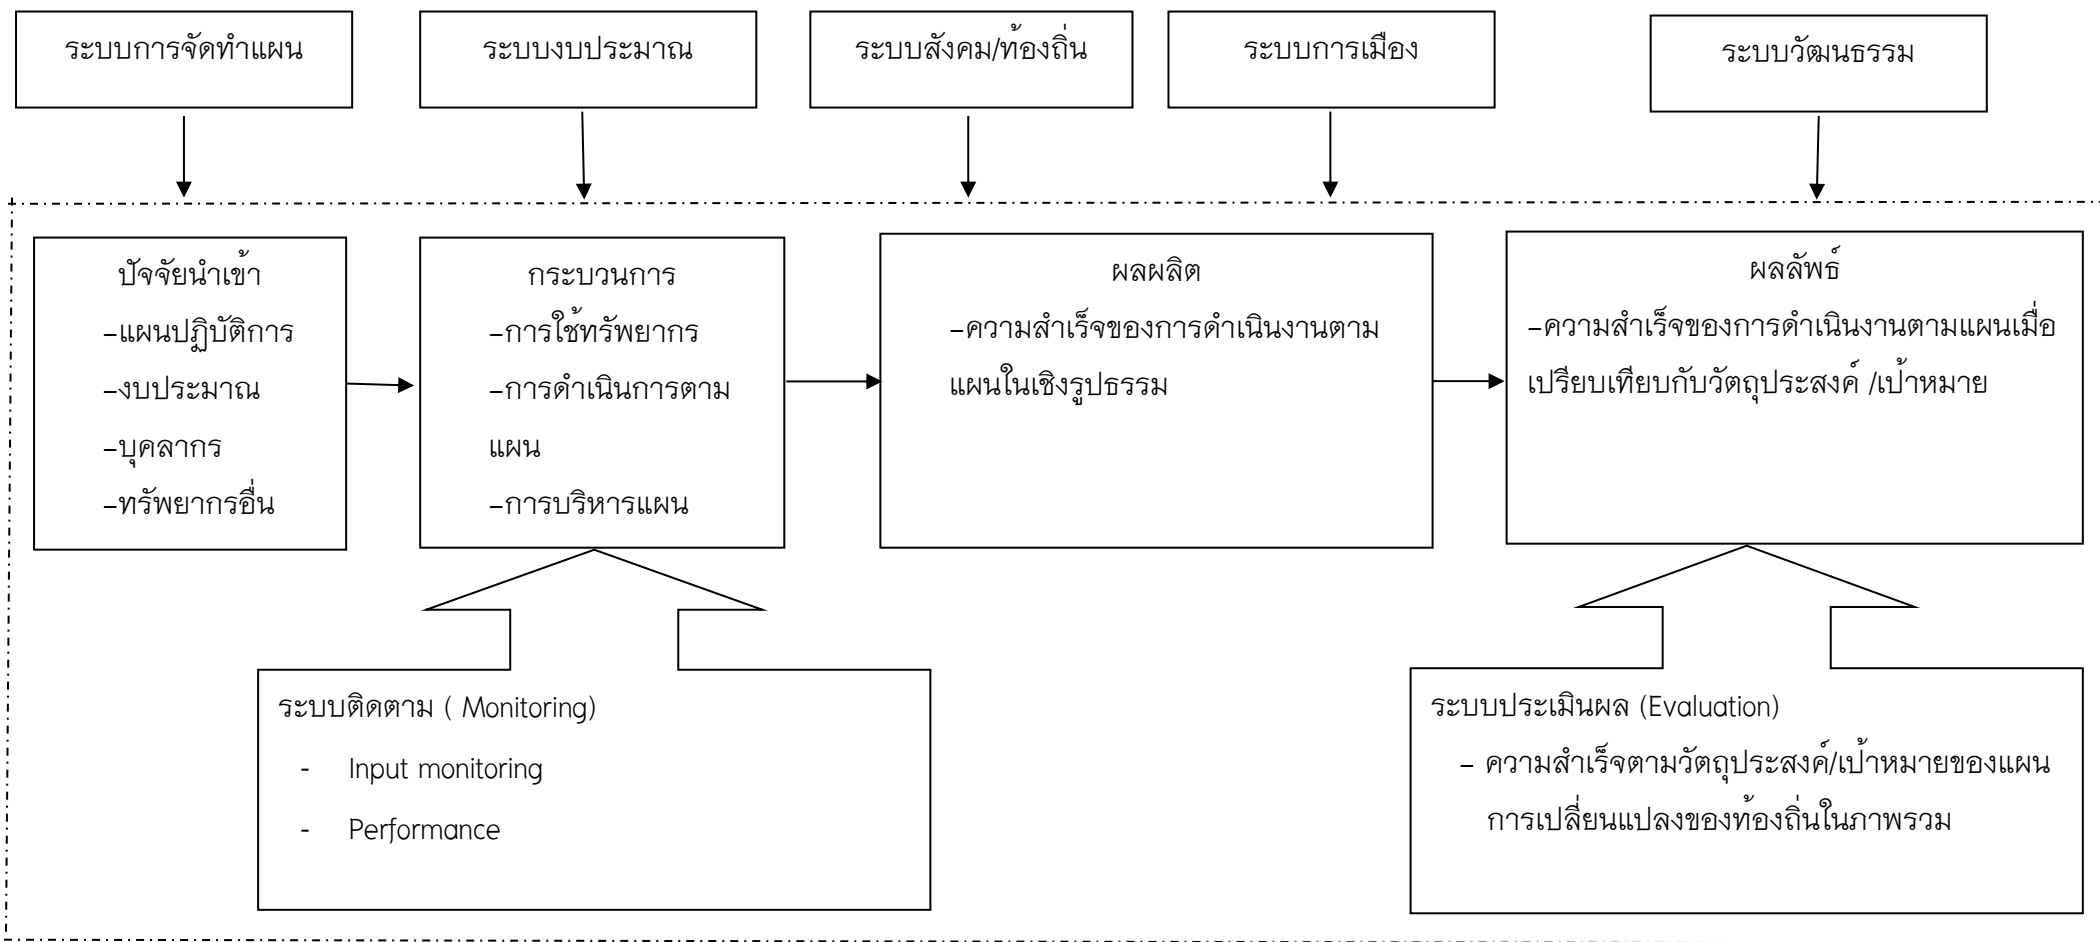 ระบบการจัดทำแผน
ระบบงบประมาณ
ระบบสังคม/ท้องถิ่น
ระบบการเมือง
ระบบวัฒนธรรม
ปัจจัยนำเข้า
-แผนปฏิบัติการ
-งบประมาณ
-บุคลากร
-ทรัพยากรอื่น
กระบวนการ
-การใช้ทรัพยากร
-การดำเนินการตาม
แผน
-การบริหารแผน
ผลผลิต
-ความสำเร็จของการดำเนินงานตาม
แผนในเชิงรูปธรรม
ผลลัพธ์
-ความสำเร็จของการดำเนินงานตามแผนเมื่อ
เปรียบเทียบกับวัตถุประสงค์ /เป้าหมาย
ระบบติดตาม ( Monitoring)
- Input monitoring
- Performance
ระบบประเมินผล (Evaluation)
- ความสำเร็จตามวัตถุประสงค์/เป้าหมายของแผน
การเปลี่ยนแปลงของท้องถิ่นในภาพรวม